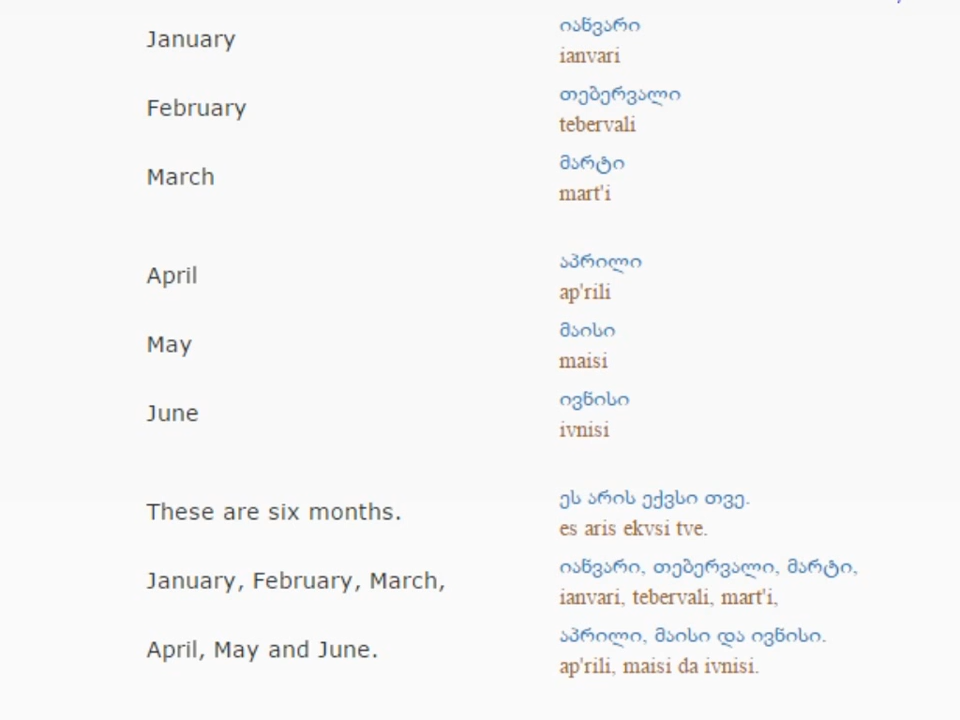 January
იანვარი
ianvari
February
თებერვალი
tebervali
March
მარტი
mart'i
April
აპრილი
ap'rili
May
მაისი
maisi
June
ივნისი
ivnisi
These are six months.
ეს არის ექვსი თვე.
es aris ekvsi tve.
January, February, March,
იანვარი, თებერვალი, მარტი,
ianvari, tebervali, mart'i,
April, May and June.
აპრილი, მაისი და ივნისი.
ap'rili, maisi da ivnisi.